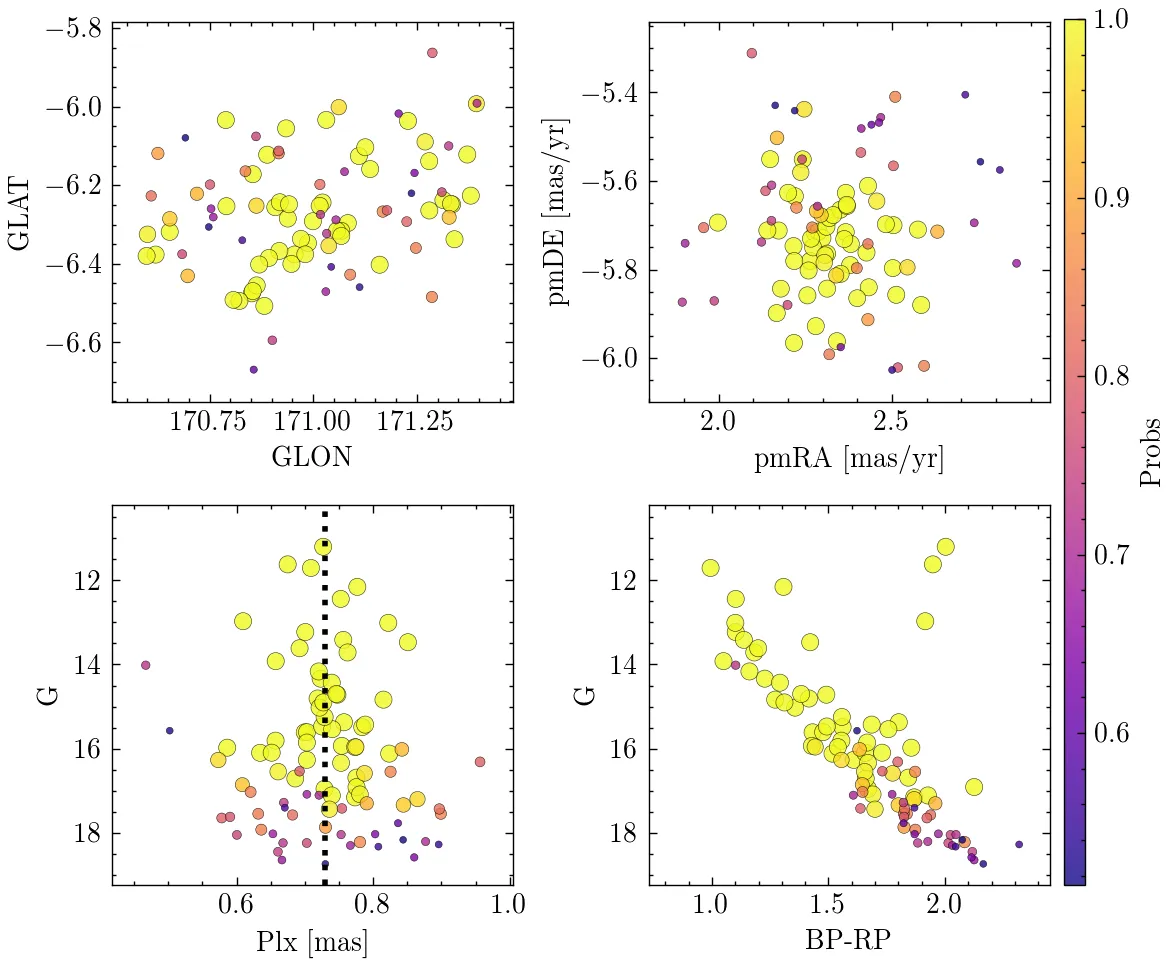 −5.8
−6.0
−6.2
−6.4
−6.6
GLAT
170.75 171.00 171.25
GLON
−5.4
−5.6
−5.8
−6.0
pmDE [mas/yr]
2.0 2.5
pmRA [mas/yr]
12
14
16
18
G
0.6 0.8 1.0
Plx [mas]
12
14
16
18
G
1.0 1.5 2.0
BP-RP
1.0
0.9
0.8
0.7
0.6
Probs